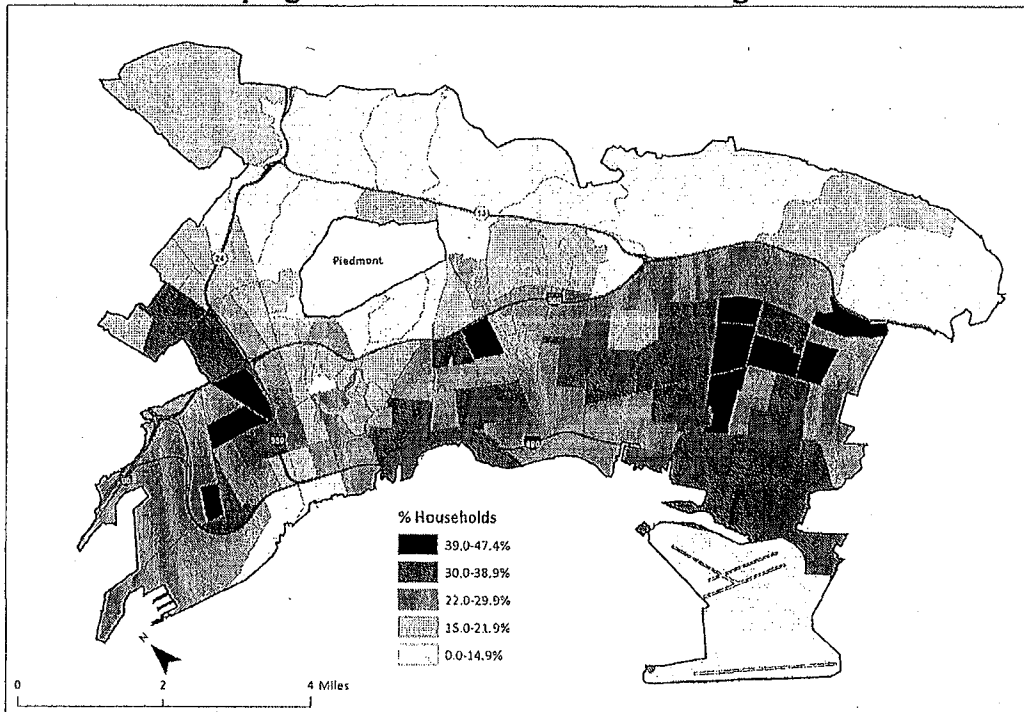 Piedmont
13
24
580
880
980
% Households
39.0-47.4%
30.0-38.9%
22.0-29.9%
15.0-21.9%
0.0-14.9%
N
0 2 4 Miles